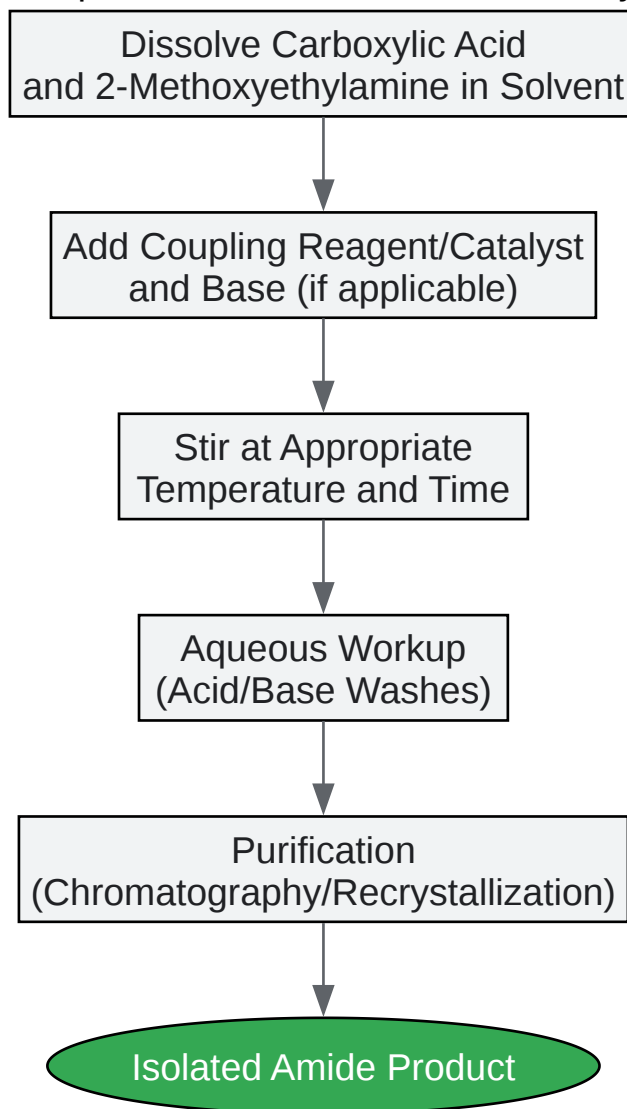 Dissolve Carboxylic Acid
and 2-Methoxyethylamine in Solvent
Add Coupling Reagent/Catalyst
and Base (if applicable)
Stir at Appropriate
Temperature and Time
Aqueous Workup
(Acid/Base Washes)
Purification
(Chromatography/Recrystallization)
Isolated Amide Product